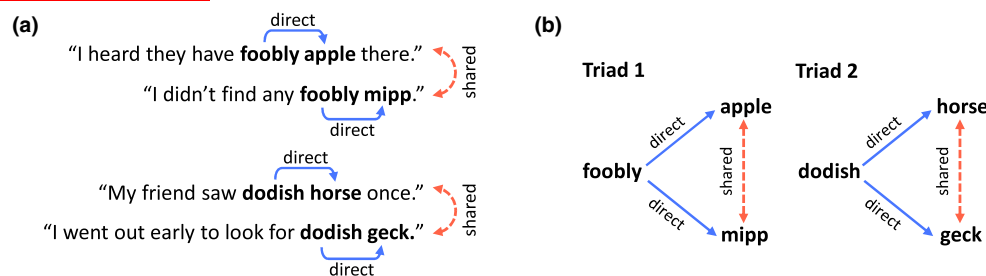 (a)
direct
“I heard they have foobly apple there.”
“I didn’t find any foobly mipp.”
direct
shared
direct
“My friend saw dodish horse once.”
“I went out early to look for dodish geck.”
direct
shared
(b)
Triad 1
apple
direct
foobly
shared
direct
mipp
Triad 2
horse
direct
dodish
shared
direct
geck